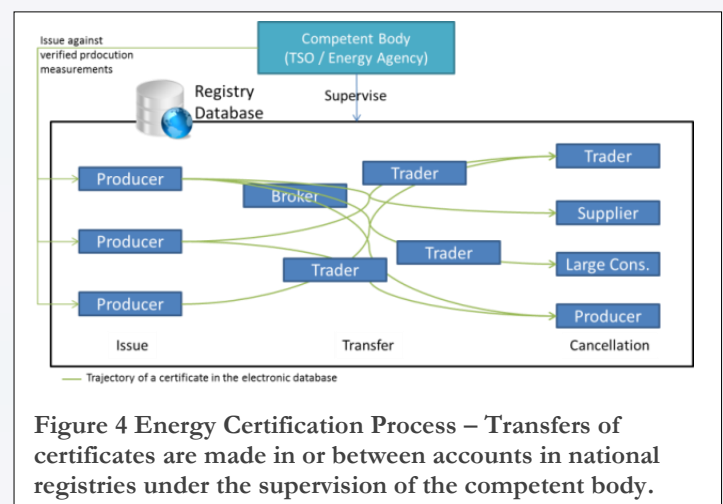 Issue against
verified prdocution
measurements
Competent Body
(TSO / Energy Agency)
Registry
Database
Supervise
Producer
Producer
Producer
Broker
Trader
Trader
Trader
Trader
Supplier
Large Cons.
Producer
Issue
Transfer
Cancellation
Trajectory of a certificate in the electronic database
Figure 4 Energy Certification Process – Transfers of
certificates are made in or between accounts in national
registries under the supervision of the competent body.